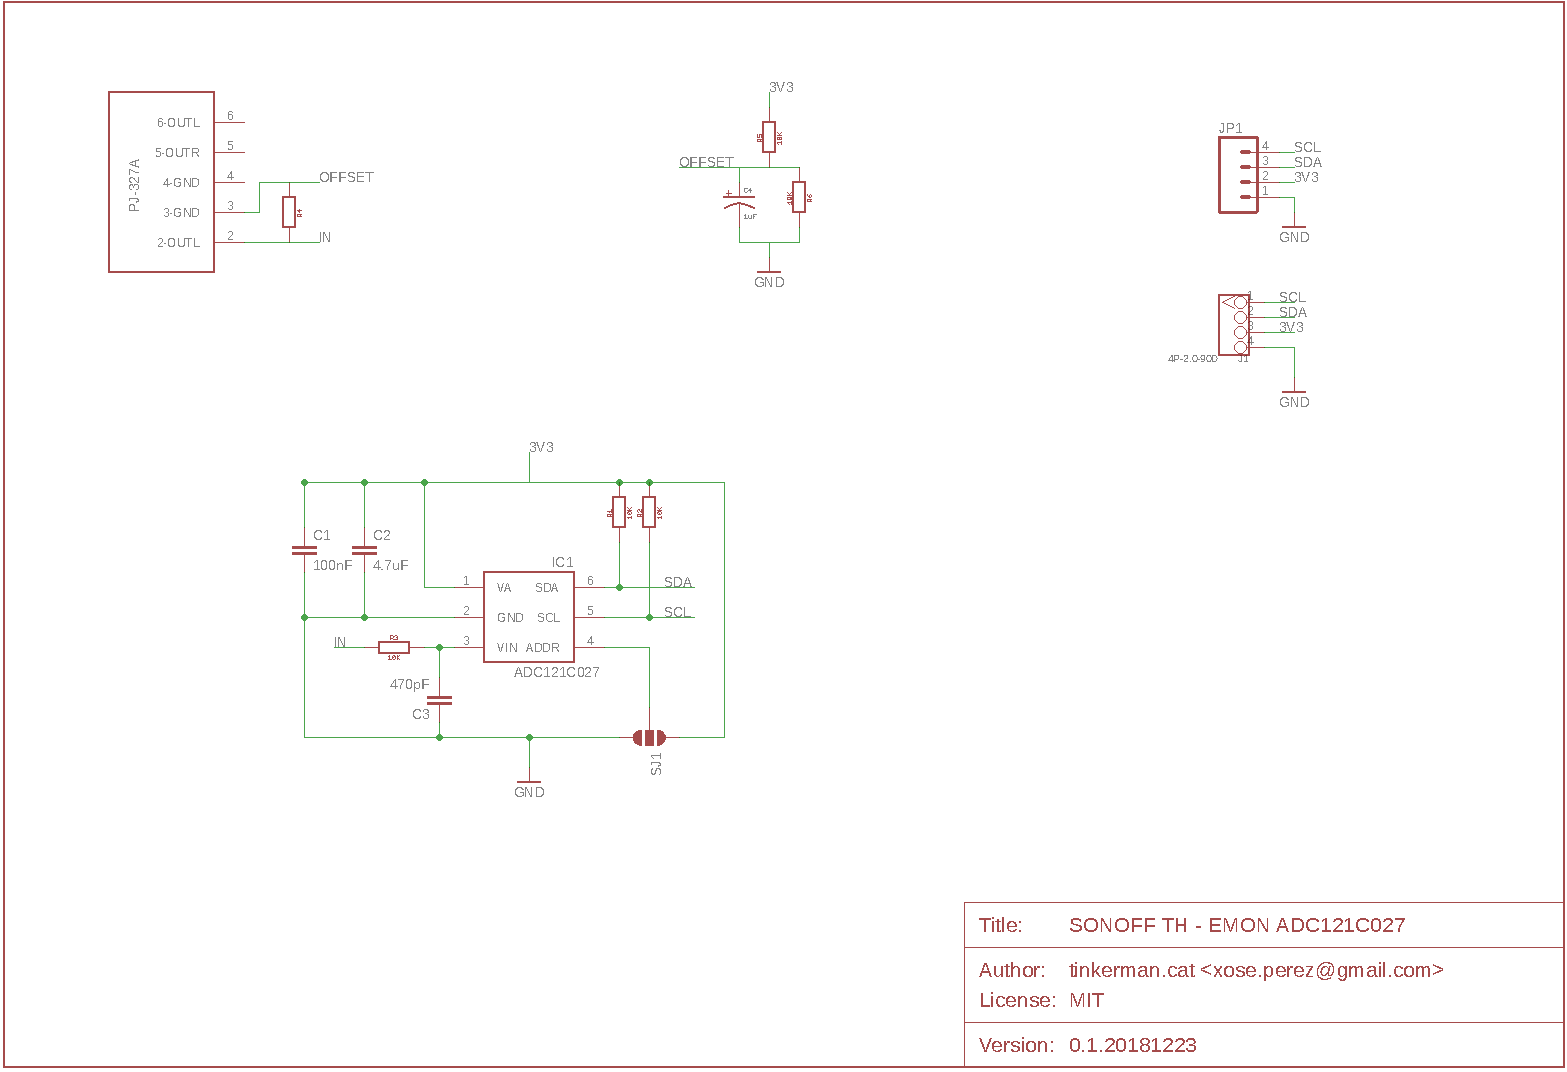 PJ-327A
6-OUTL 6
5-OUTR 5
4-GND 4
3-GND 3
2-OUTL 2
OFFSET
R4
IN
3V3
R5
10K
OFFSET
C4
1uF
10K
R6
GND
JP1
4 SCL
3 SDA
2 3V3
1
GND
1 SCL
2 SDA
3 3V3
4
4P-2.0-90D J1
GND
3V3
C1
100nF
C2
4.7uF
R1
10K
R2
10K
IC1
1 VA SDA 6 SDA
2 GND SCL 5 SCL
3 VIN ADDR 4
ADC121C027
IN
R3
10K
470pF
C3
SJ1
GND
Title: SONOFF TH - EMON ADC121C027
Author: tinkerman.cat <xose.perez@gmail.com>
License: MIT
Version: 0.1.20181223